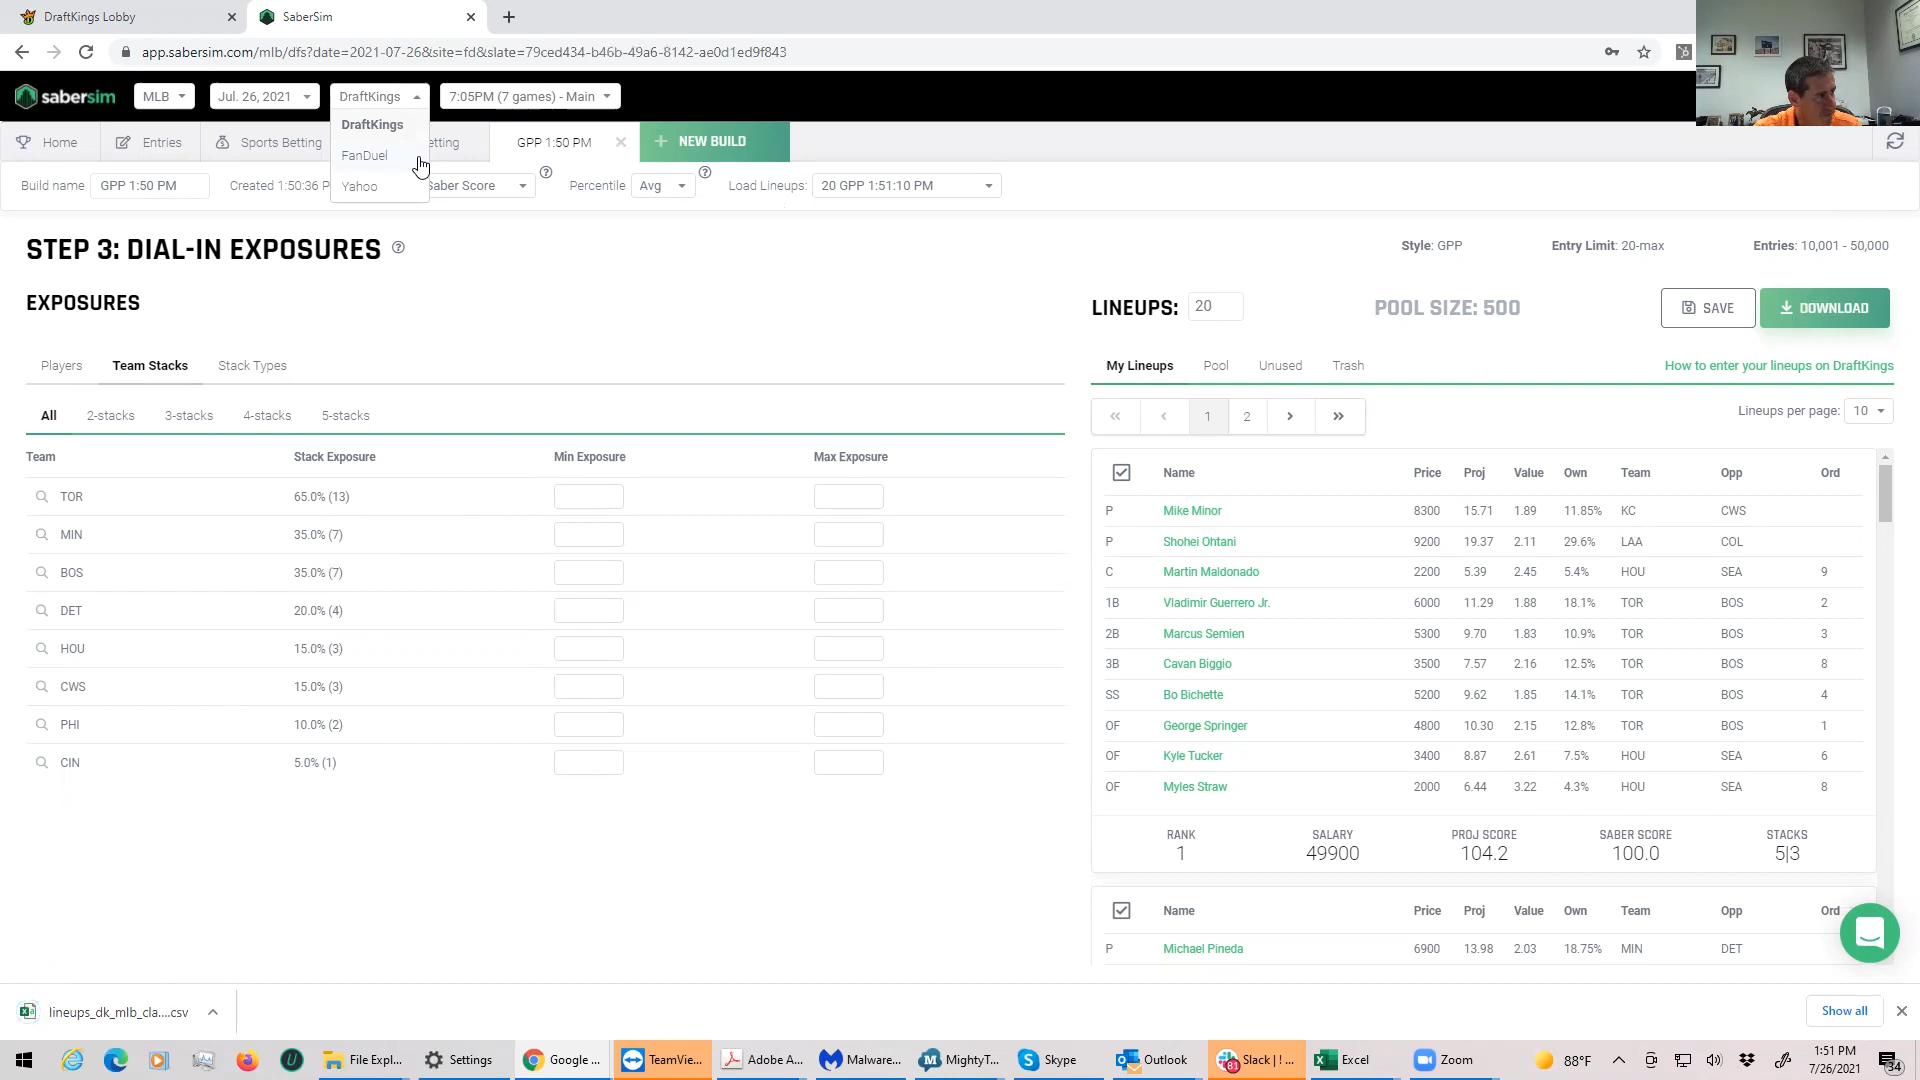 DraftKings Lobby
SaberSim
app.sabersim.com/mlb/dfs?date=2021-07-26&site=fd&slate=79ced434-b46b-49a6-8142-ae0d1ed9f843
sabersim
MLB
Jul. 26, 2021
DraftKings
7:05PM (7 games) - Main
DraftKings
FanDuel
Yahoo
Home
Entries
Sports Betting
etting
GPP 1:50 PM
NEW BUILD
Build name
GPP 1:50 PM
Created 1:50:36 P
Saber Score
Percentile
Avg
Load Lineups:
20 GPP 1:51:10 PM
STEP 3: DIAL-IN EXPOSURES
Style: GPP
Entry Limit: 20-max
Entries: 10,001 - 50,000
EXPOSURES
LINEUPS: 20
POOL SIZE: 500
SAVE
DOWNLOAD
Players Team Stacks Stack Types
My Lineups Pool Unused Trash
How to enter your lineups on DraftKings
All 2-stacks 3-stacks 4-stacks 5-stacks
1 2
Lineups per page: 10
Team Stack Exposure Min Exposure Max Exposure
TOR 65.0% (13)
MIN 35.0% (7)
BOS 35.0% (7)
DET 20.0% (4)
HOU 15.0% (3)
CWS 15.0% (3)
PHI 10.0% (2)
CIN 5.0% (1)
Name Price Proj Value Own Team Opp Ord
P Mike Minor 8300 15.71 1.89 11.85% KC CWS
P Shohei Ohtani 9200 19.37 2.11 29.6% LAA COL
C Martin Maldonado 2200 5.39 2.45 5.4% HOU SEA 9
1B Vladimir Guerrero Jr. 6000 11.29 1.88 18.1% TOR BOS 2
2B Marcus Semien 5300 9.70 1.83 10.9% TOR BOS 3
3B Cavan Biggio 3500 7.57 2.16 12.5% TOR BOS 8
SS Bo Bichette 5200 9.62 1.85 14.1% TOR BOS 4
OF George Springer 4800 10.30 2.15 12.8% TOR BOS 1
OF Kyle Tucker 3400 8.87 2.61 7.5% HOU SEA 6
OF Myles Straw 2000 6.44 3.22 4.3% HOU SEA 8
RANK SALARY PROJ SCORE SABER SCORE STACKS
1 49900 104.2 100.0 5|3
Name Price Proj Value Own Team Opp Ord
P Michael Pineda 6900 13.98 2.03 18.75% MIN DET
lineups_dk_mlb_cla....csv
Show all
File Expl...
Settings
Google ...
TeamVie...
Adobe A...
Malware...
MightyT...
Skype
Outlook
81
Slack | ! ...
Excel
Zoom
88°F
1:51 PM
7/26/2021
34